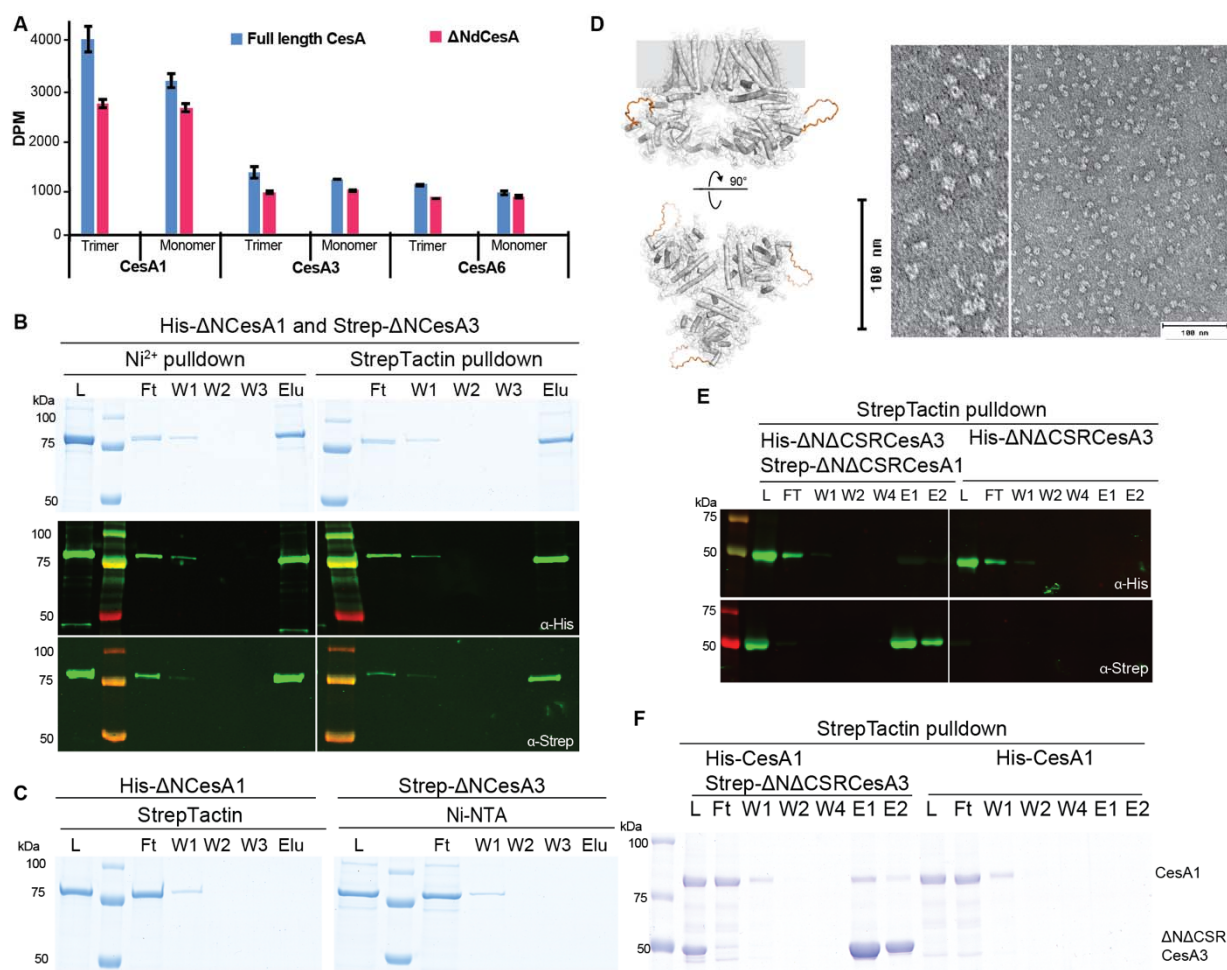 A
4000
3000
2000
1000
0
DPM
Full length CesA
ΔNdCesA
Trimer Monomer Trimer Monomer Trimer Monomer
CesA1 CesA3 CesA6
B
His-ΔNCesA1 and Strep-ΔNCesA3
Ni²⁺ pulldown StrepTactin pulldown
L Ft W1 W2 W3 Elu Ft W1 W2 W3 Elu
kDa
100
75
50
100
75
50
α-His
100
75
50
α-Strep
C
His-ΔNCesA1 Strep-ΔNCesA3
StrepTactin Ni-NTA
L Ft W1 W2 W3 Elu L Ft W1 W2 W3 Elu
kDa
100
75
50
D
90°
100 nm
100 nm
E
StrepTactin pulldown
His-ΔNΔCSRCesA3 His-ΔNΔCSRCesA3
Strep-ΔNΔCSRCesA1
L FT W1 W2 W4 E1 E2 L FT W1 W2 W4 E1 E2
kDa
75
50
α-His
75
50
α-Strep
F
StrepTactin pulldown
His-CesA1 His-CesA1
Strep-ΔNΔCSRCesA3
L Ft W1 W2 W4 E1 E2 L Ft W1 W2 W4 E1 E2
kDa
100
75
50
CesA1
ΔNΔCSR
CesA3